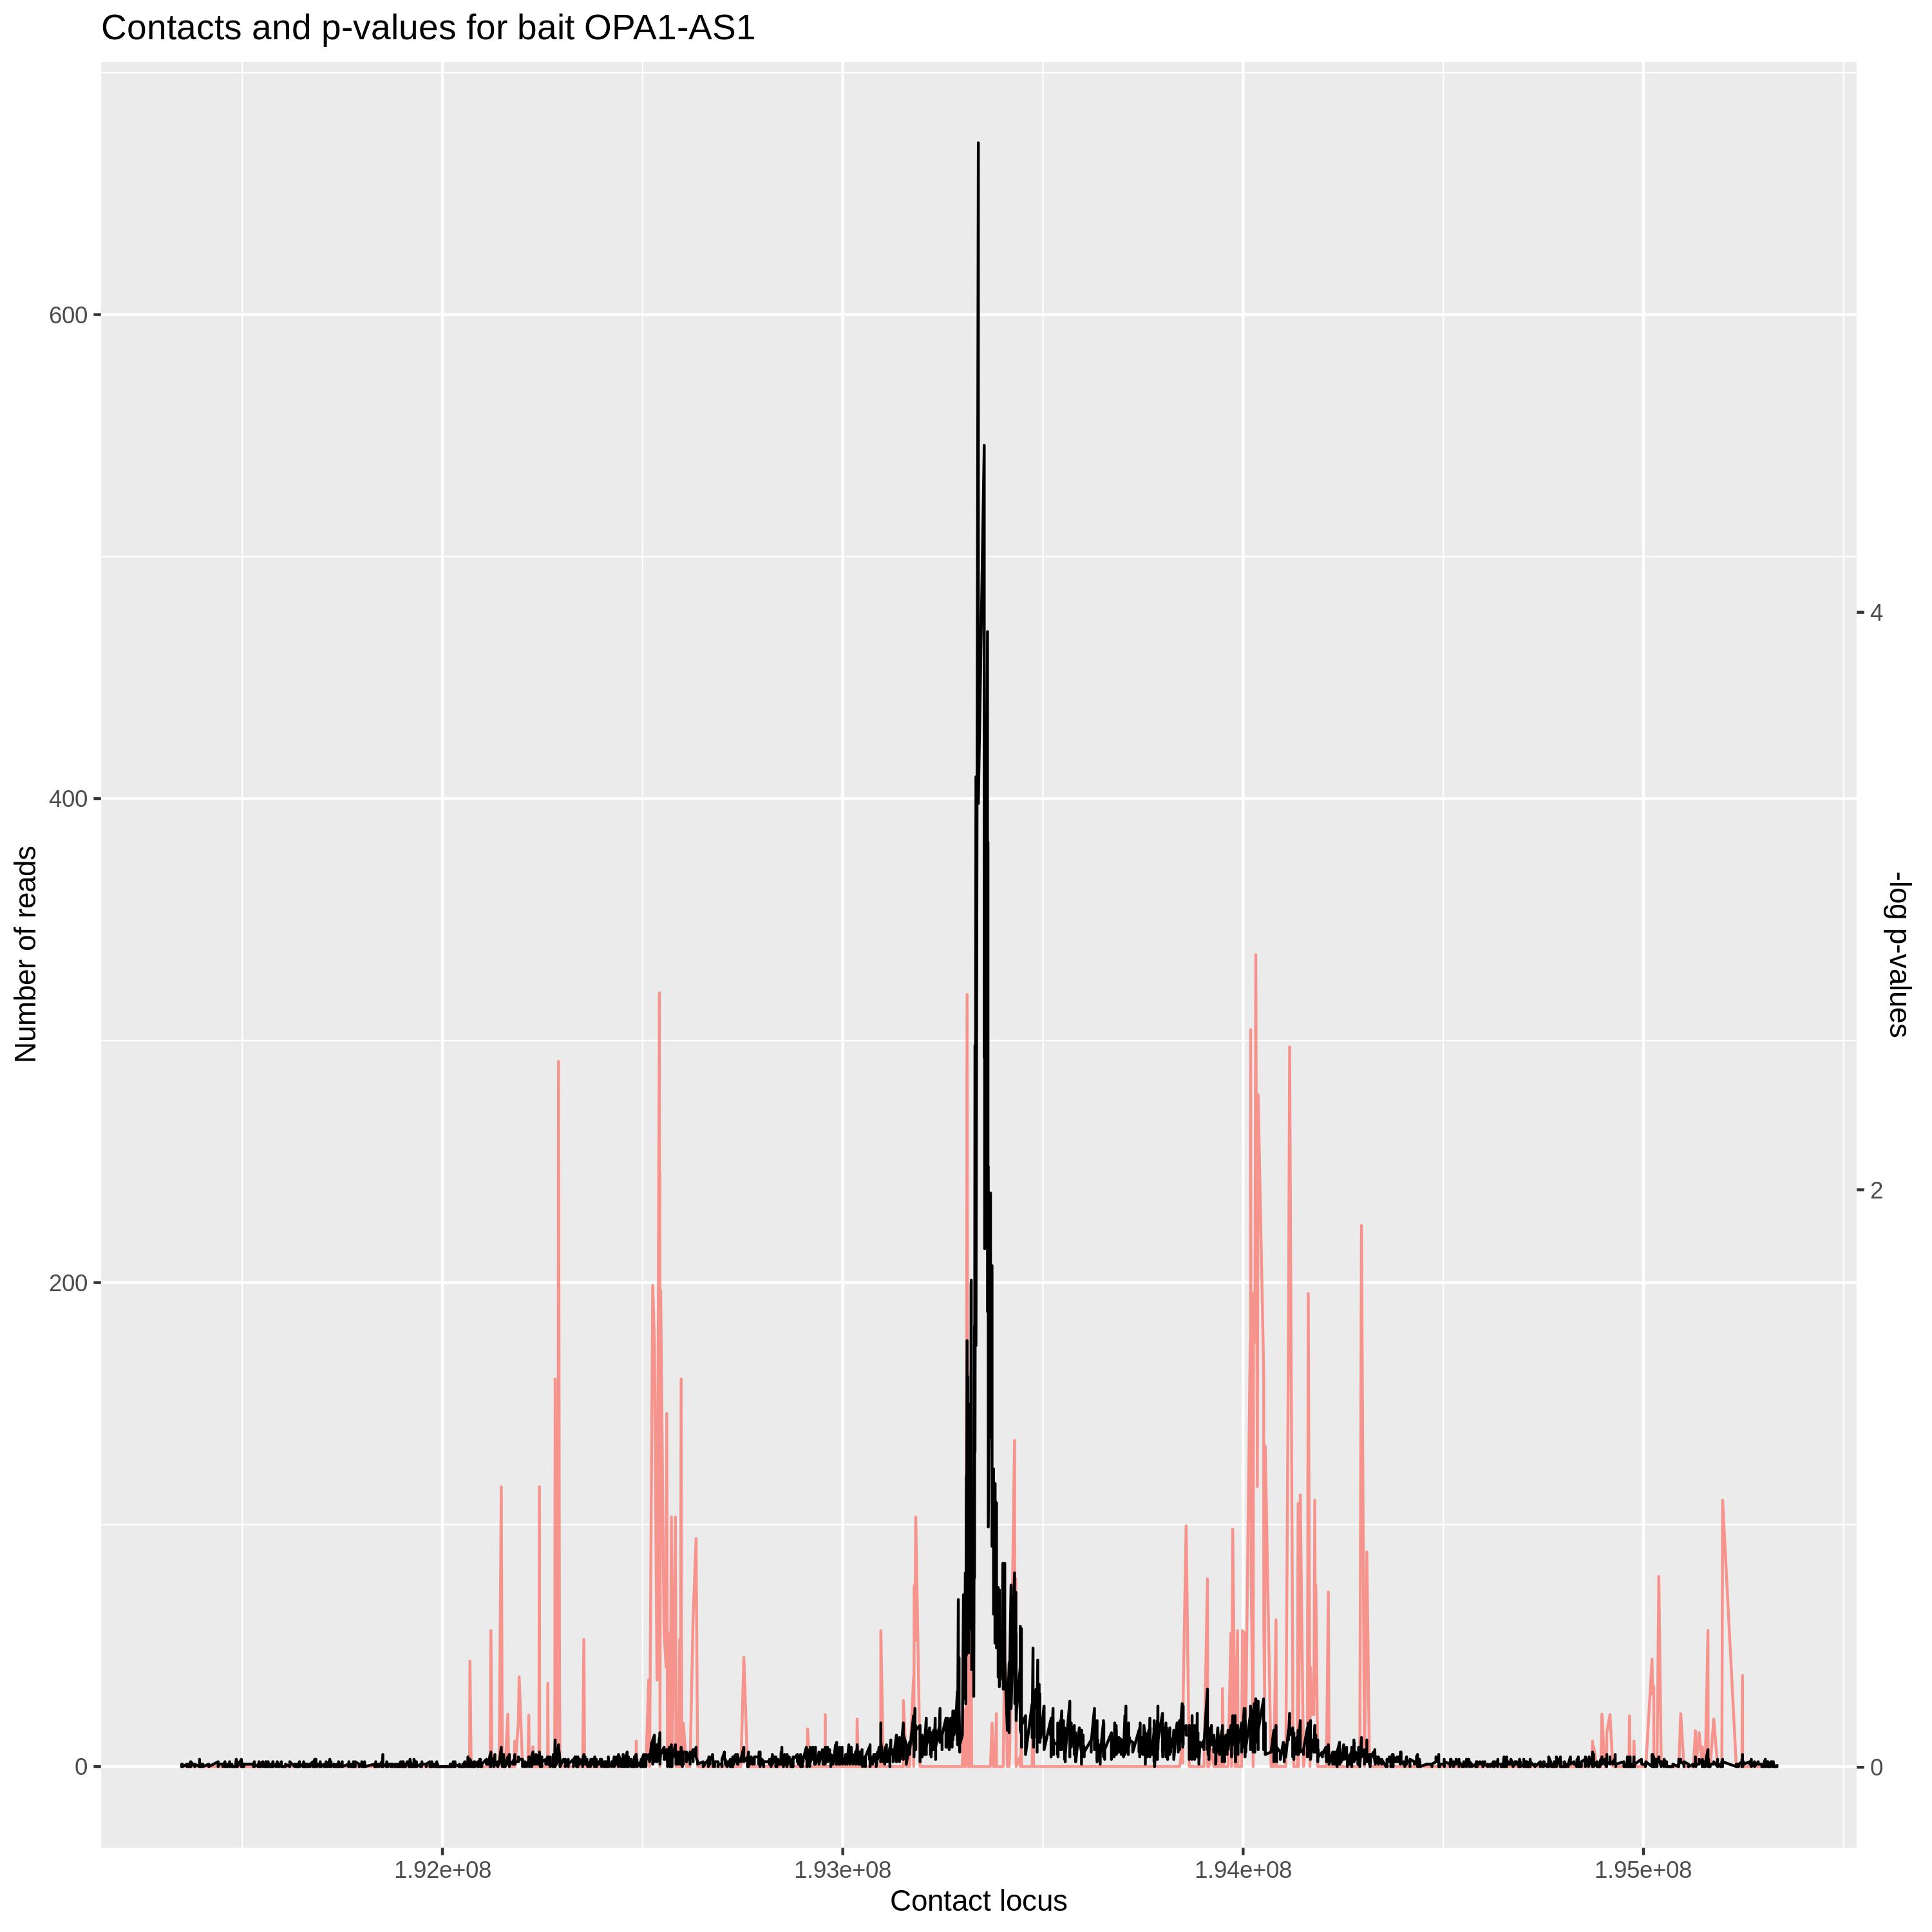 Contacts and p-values for bait OPA1-AS1
600
400
200
0
Number of reads
4
2
0
-log p-values
1.92e+08
1.93e+08
1.94e+08
1.95e+08
Contact locus